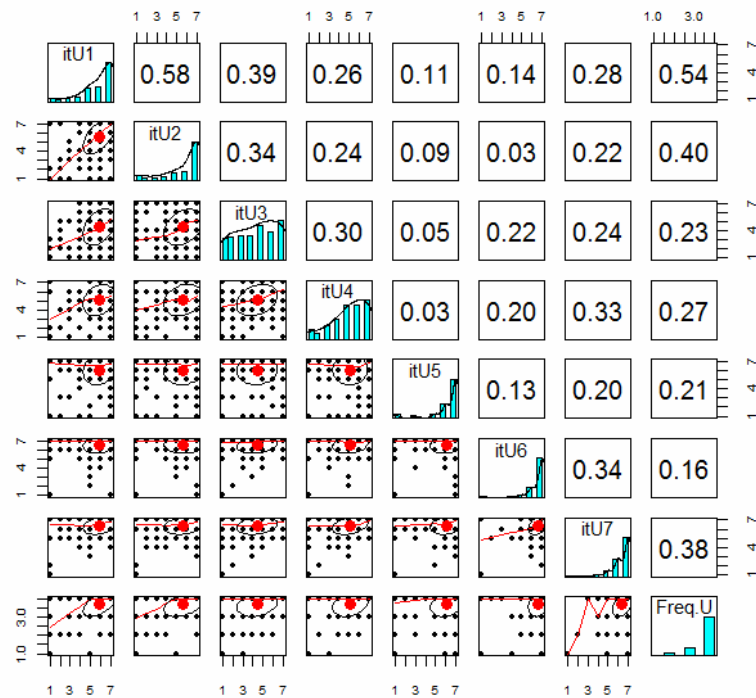 1 3 5 7 1 3 5 7 1 3 5 7 1.0 3.0
itU1 0.58 0.39 0.26 0.11 0.14 0.28 0.54 1 4 7
1 4 7 itU2 0.34 0.24 0.09 0.03 0.22 0.40
itU3 0.30 0.05 0.22 0.24 0.23 1 4 7
1 4 7 itU4 0.03 0.20 0.33 0.27
itU5 0.13 0.20 0.21 1 4 7
1 4 7 itU6 0.34 0.16
itU7 0.38 1 4 7
1.0 3.0 Freq.U
1 3 5 7 1 3 5 7 1 3 5 7 1 3 5 7